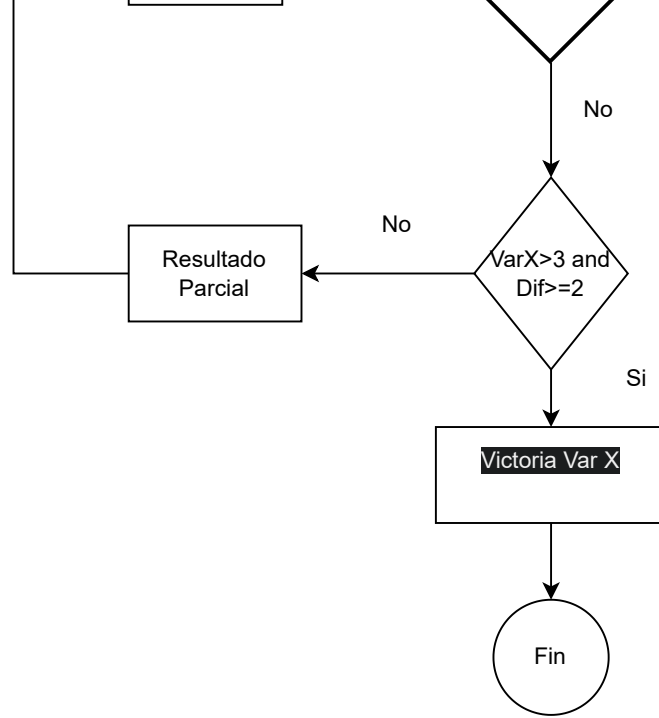 No
No
Resultado
Parcial
VarX>3 and
Dif>=2
Si
Victoria Var X
Fin